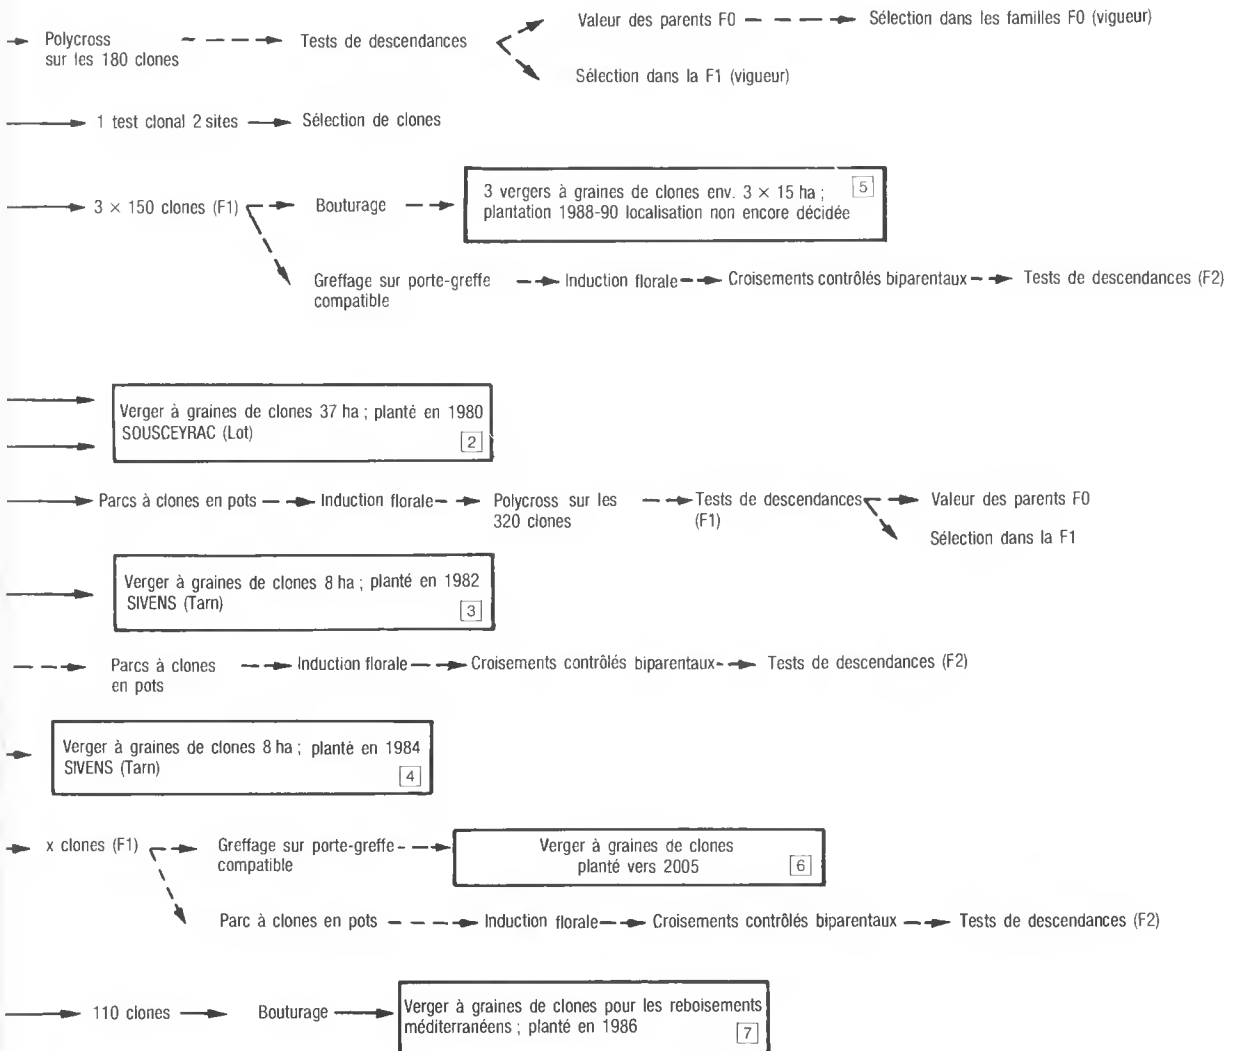 Valeur des parents F0
Sélection dans les familles F0 (vigueur)
Polycross
sur les 180 clones
Tests de descendances
Sélection dans la F1 (vigueur)
1 test clonal 2 sites
Sélection de clones
3 × 150 clones (F1)
Bouturage
3 vergers à graines de clones env. 3 × 15 ha ;
plantation 1988-90 localisation non encore décidée
5
Greffage sur porte-greffe
compatible
Induction florale
Croisements contrôlés biparentaux
Tests de descendances (F2)
Verger à graines de clones 37 ha ; planté en 1980
SOUSCEYRAC (Lot)
2
Parcs à clones en pots
Induction florale
Polycross sur les
320 clones
Tests de descendances
(F1)
Valeur des parents F0
Sélection dans la F1
Verger à graines de clones 8 ha ; planté en 1982
SIVENS (Tarn)
3
Parcs à clones
en pots
Induction florale
Croisements contrôlés biparentaux
Tests de descendances (F2)
Verger à graines de clones 8 ha ; planté en 1984
SIVENS (Tarn)
4
x clones (F1)
Greffage sur porte-greffe
compatible
Verger à graines de clones
planté vers 2005
6
Parc à clones en pots
Induction florale
Croisements contrôlés biparentaux
Tests de descendances (F2)
110 clones
Bouturage
Verger à graines de clones pour les reboisements
méditerranéens ; planté en 1986
7